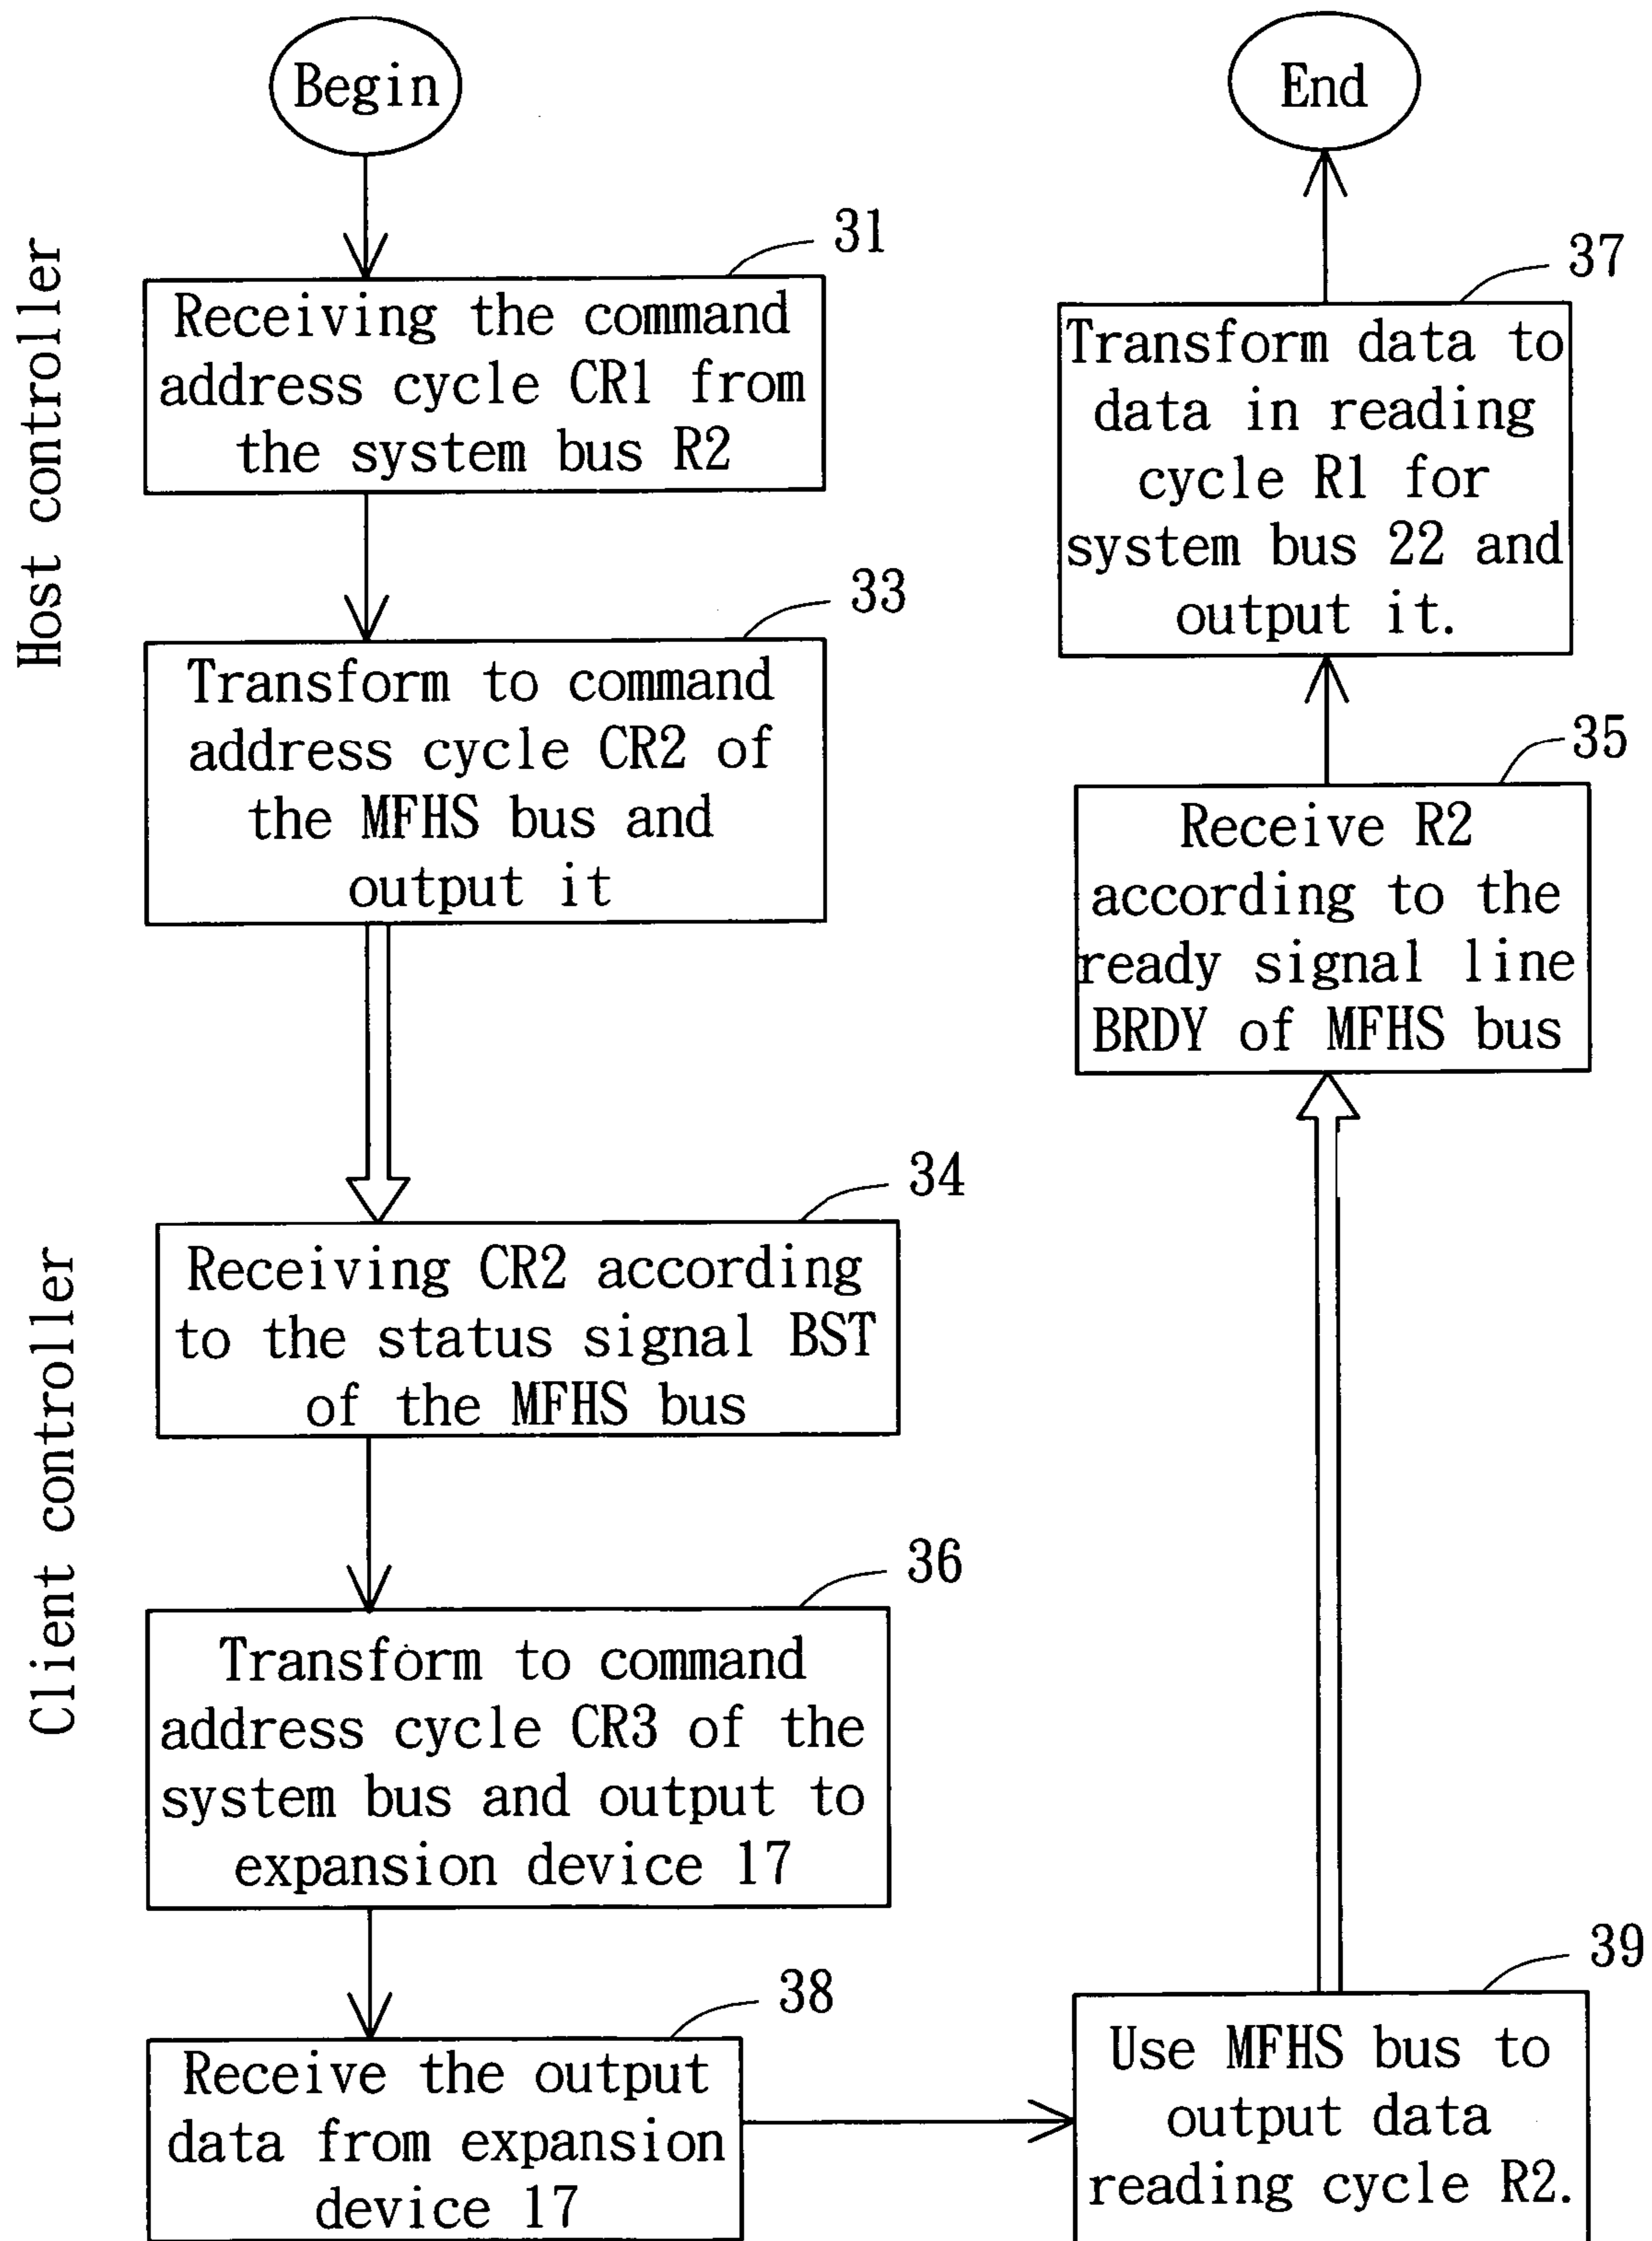 Begin
Host controller
31
Receiving the command
address cycle CR1 from
the system bus R2
33
Transform to command
address cycle CR2 of
the MFHS bus and
output it
Client controller
34
Receiving CR2 according
to the status signal BST
of the MFHS bus
36
Transform to command
address cycle CR3 of the
system bus and output to
expansion device 17
38
Receive the output
data from expansion
device 17
39
Use MFHS bus to
output data
reading cycle R2.
35
Receive R2
according to the
ready signal line
BRDY of MFHS bus
37
Transform data to
data in reading
cycle R1 for
system bus 22 and
output it.
End